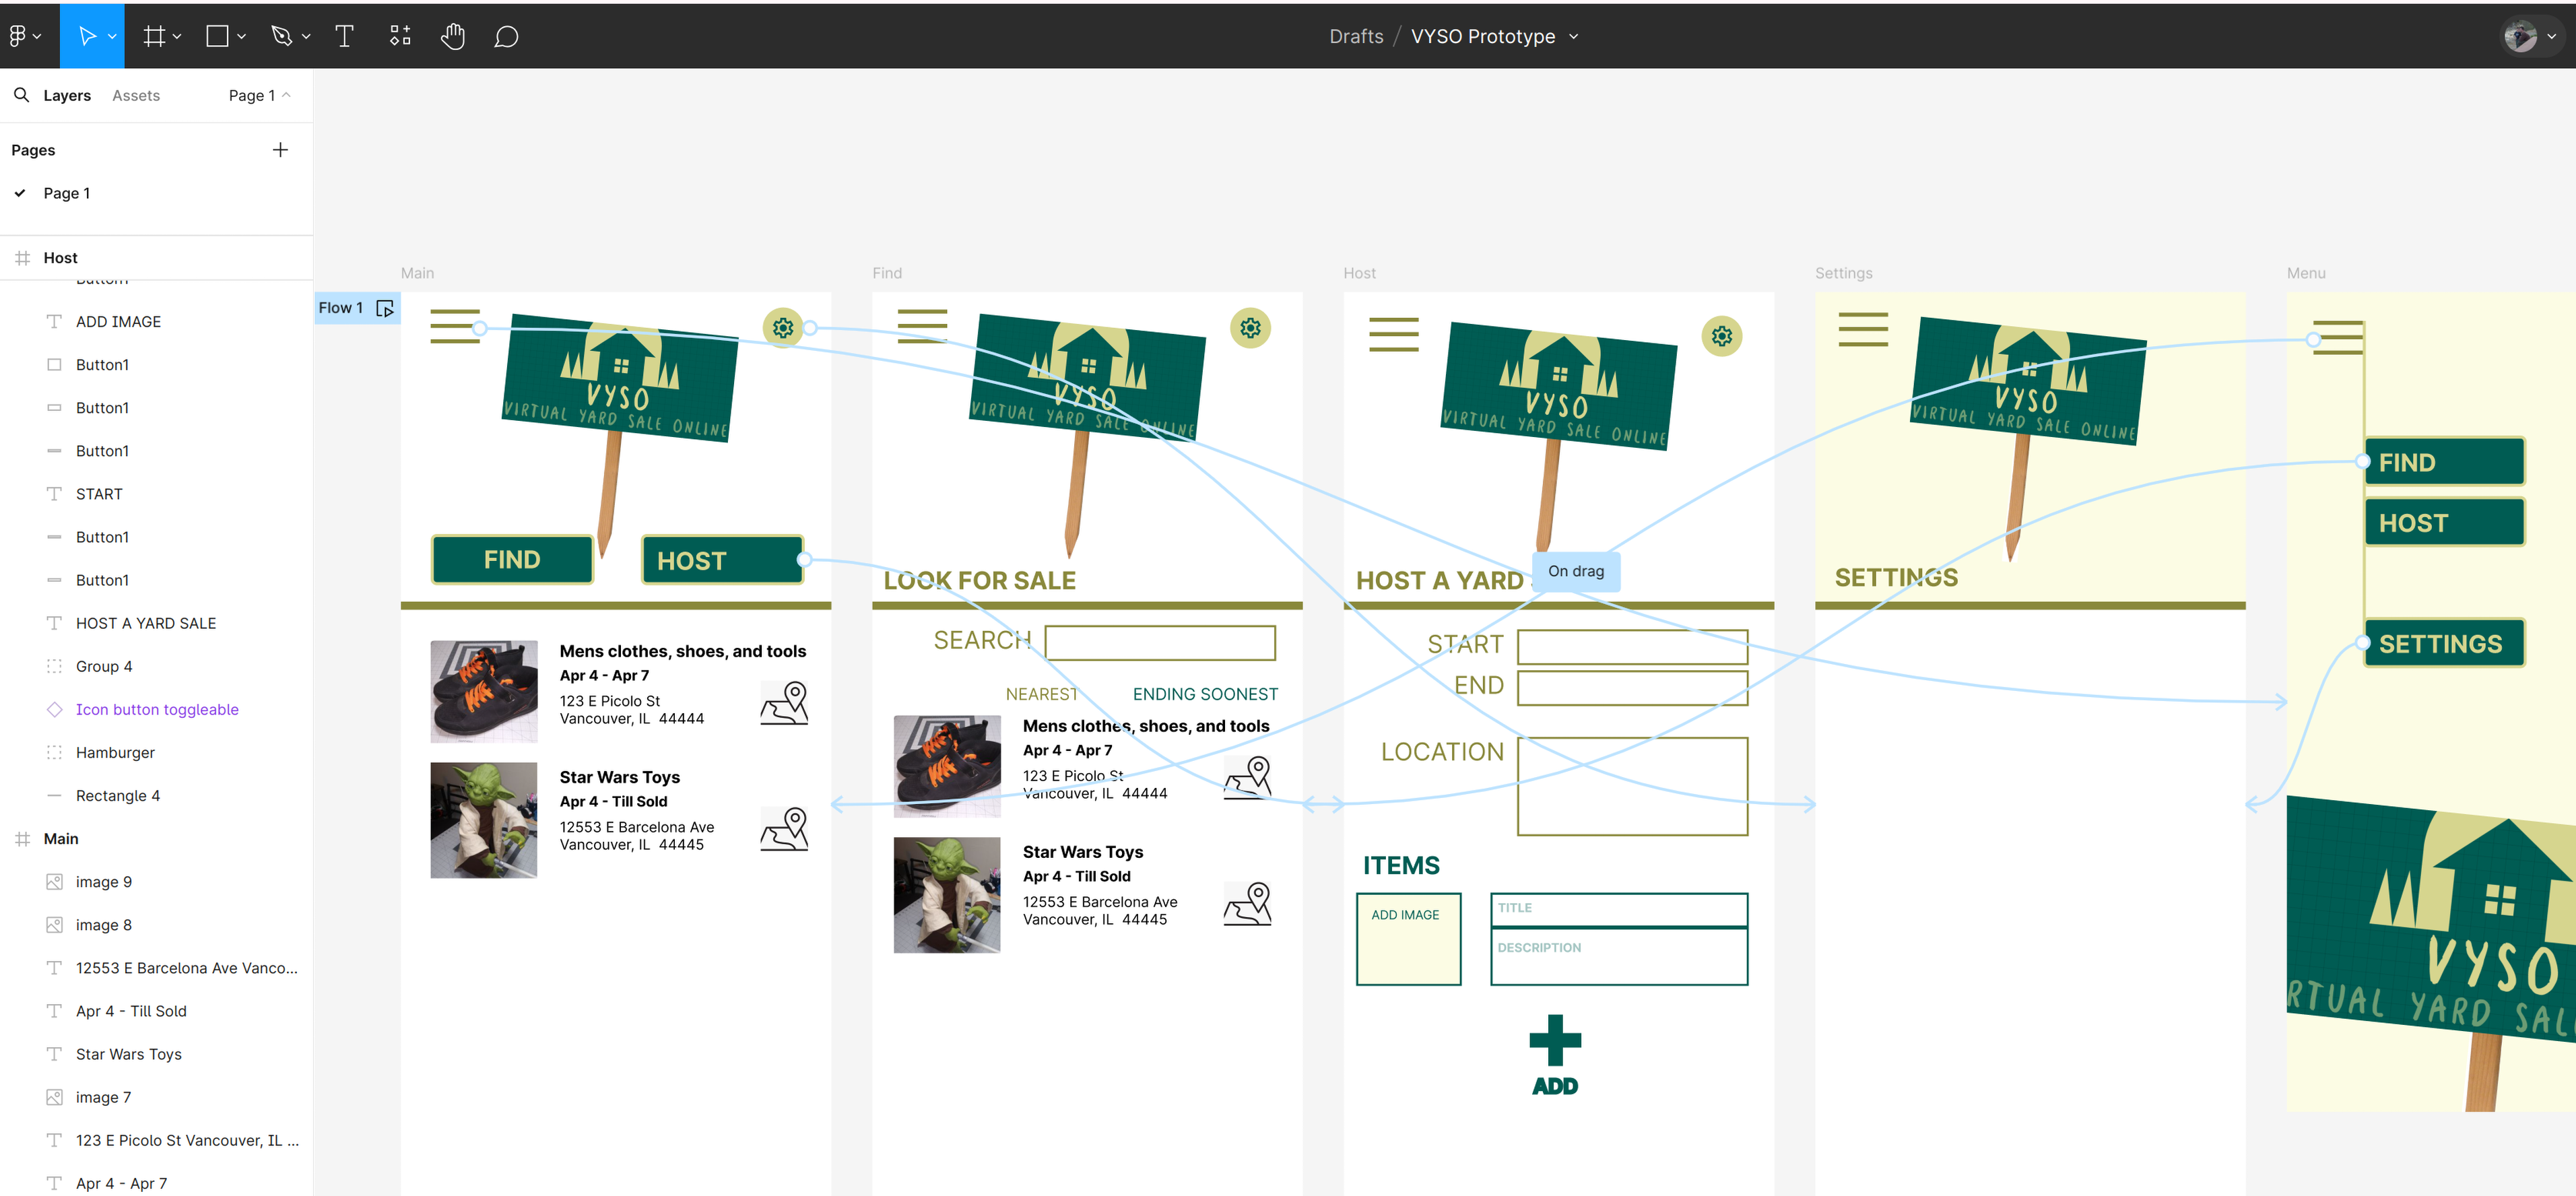 Drafts / VYSO Prototype
Layers
Assets
Page 1
Pages
Page 1
Host
Button1
ADD IMAGE
Button1
Button1
Button1
START
Button1
Button1
HOST A YARD SALE
Group 4
Icon button toggleable
Hamburger
Rectangle 4
Main
image 9
image 8
12553 E Barcelona Ave Vanco...
Apr 4 - Till Sold
Star Wars Toys
image 7
123 E Picolo St Vancouver, IL ...
Apr 4 - Apr 7
Flow 1
Main
VYSO
VIRTUAL YARD SALE ONLINE
FIND
HOST
Mens clothes, shoes, and tools
Apr 4 - Apr 7
123 E Picolo St
Vancouver, IL 44444
Star Wars Toys
Apr 4 - Till Sold
12553 E Barcelona Ave
Vancouver, IL 44445
Find
VYSO
VIRTUAL YARD SALE ONLINE
LOOK FOR SALE
SEARCH
NEAREST
ENDING SOONEST
Mens clothes, shoes, and tools
Apr 4 - Apr 7
123 E Picolo St
Vancouver, IL 44444
Star Wars Toys
Apr 4 - Till Sold
12553 E Barcelona Ave
Vancouver, IL 44445
Host
VYSO
VIRTUAL YARD SALE ONLINE
HOST A YARD
On drag
START
END
LOCATION
ITEMS
ADD IMAGE
TITLE
DESCRIPTION
ADD
Settings
VYSO
VIRTUAL YARD SALE ONLINE
SETTINGS
Menu
FIND
HOST
SETTINGS
VYSO
RTUAL YARD SAL